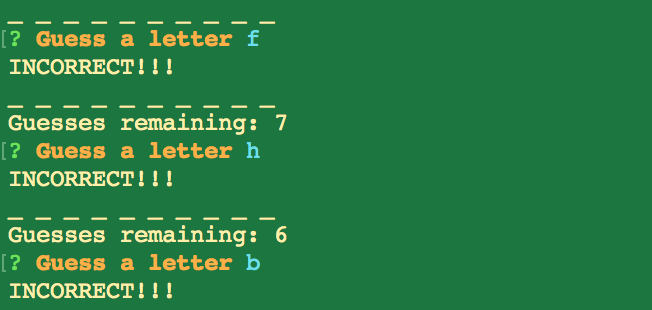 _ _ _ _ _ _ _ _ _ _
[? Guess a letter f
INCORRECT!!!
_ _ _ _ _ _ _ _ _ _
Guesses remaining: 7
[? Guess a letter h
INCORRECT!!!
_ _ _ _ _ _ _ _ _ _
Guesses remaining: 6
[? Guess a letter b
INCORRECT!!!